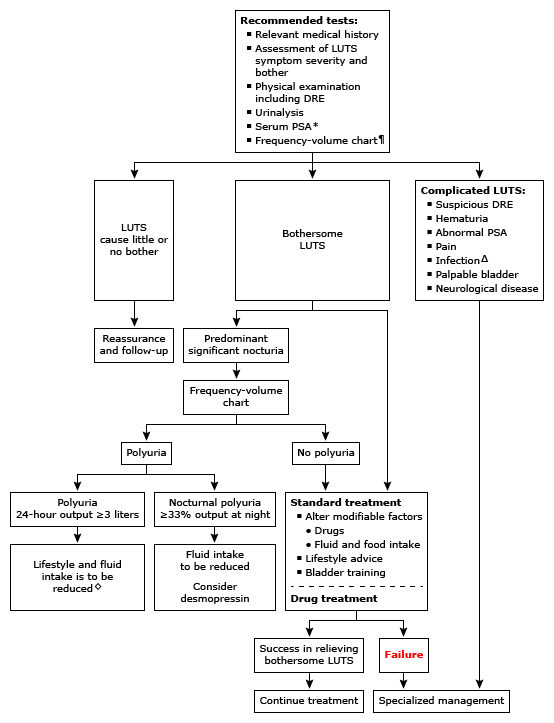 Recommended tests:
▪ Relevant medical history
▪ Assessment of LUTS
symptom severity and
bother
▪ Physical examination
including DRE
▪ Urinalysis
▪ Serum PSA*
▪ Frequency-volume chart¶
LUTS
cause little or
no bother
Bothersome
LUTS
Complicated LUTS:
▪ Suspicious DRE
▪ Hematuria
▪ Abnormal PSA
▪ Pain
▪ InfectionΔ
▪ Palpable bladder
▪ Neurological disease
Reassurance
and follow-up
Predominant
significant nocturia
Frequency-volume
chart
Polyuria
No polyuria
Polyuria
24-hour output ≥3 liters
Nocturnal polyuria
≥33% output at night
Lifestyle and fluid
intake is to be
reduced◊
Fluid intake
to be reduced
Consider
desmopressin
Standard treatment
▪ Alter modifiable factors
• Drugs
• Fluid and food intake
▪ Lifestyle advice
▪ Bladder training
Drug treatment
Success in relieving
bothersome LUTS
Failure
Continue treatment
Specialized management